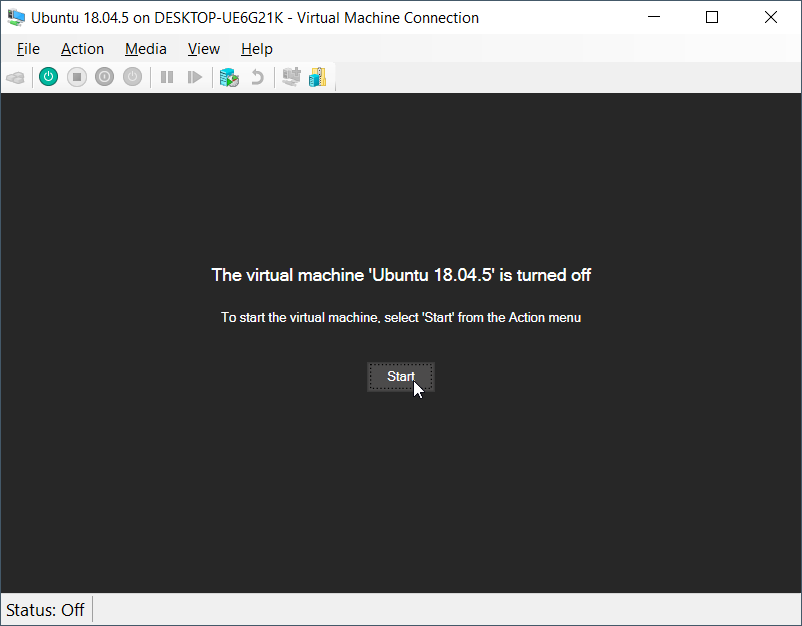 Ubuntu 18.04.5 on DESKTOP-UE6G21K - Virtual Machine Connection
File Action Media View Help
The virtual machine 'Ubuntu 18.04.5' is turned off
To start the virtual machine, select 'Start' from the Action menu
Start
Status: Off